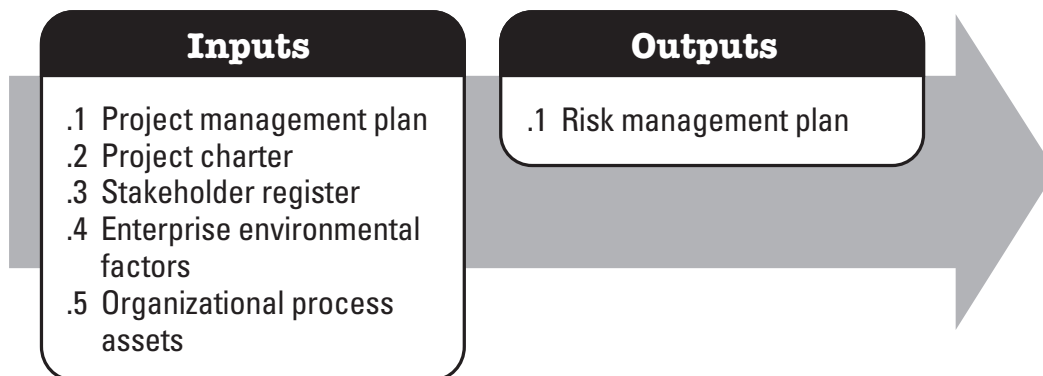 Inputs
.1 Project management plan
.2 Project charter
.3 Stakeholder register
.4 Enterprise environmental
factors
.5 Organizational process
assets
Outputs
.1 Risk management plan